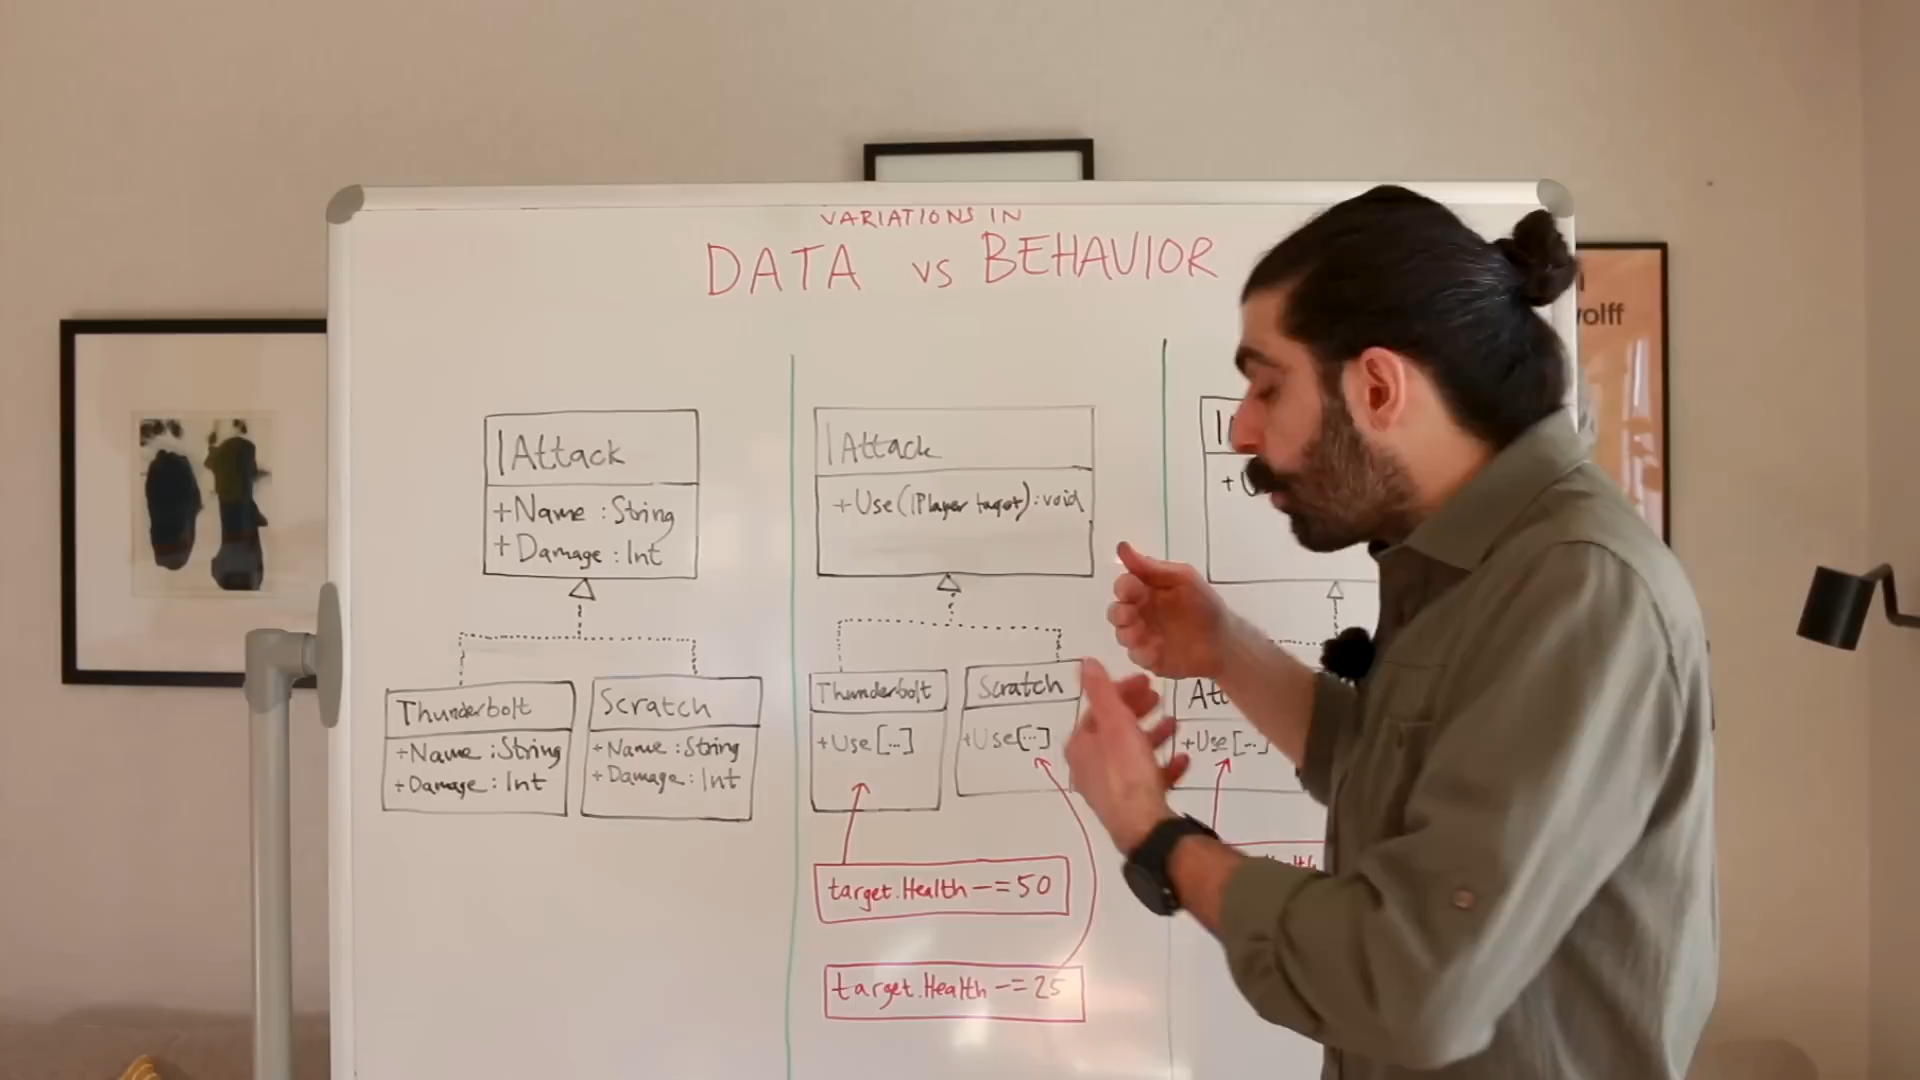 VARIATIONS IN
DATA vs BEHAVIOR
IAttack
+Name : String
+Damage : Int
Thunderbolt
+Name : String
+Damage : Int
Scratch
+Name : String
+Damage : Int
IAttack
+Use(IPlayer target) : void
Thunderbolt
+Use[...]
Scratch
+Use[...]
target.Health -= 50
target.Health -= 25
+Use[...]
olff